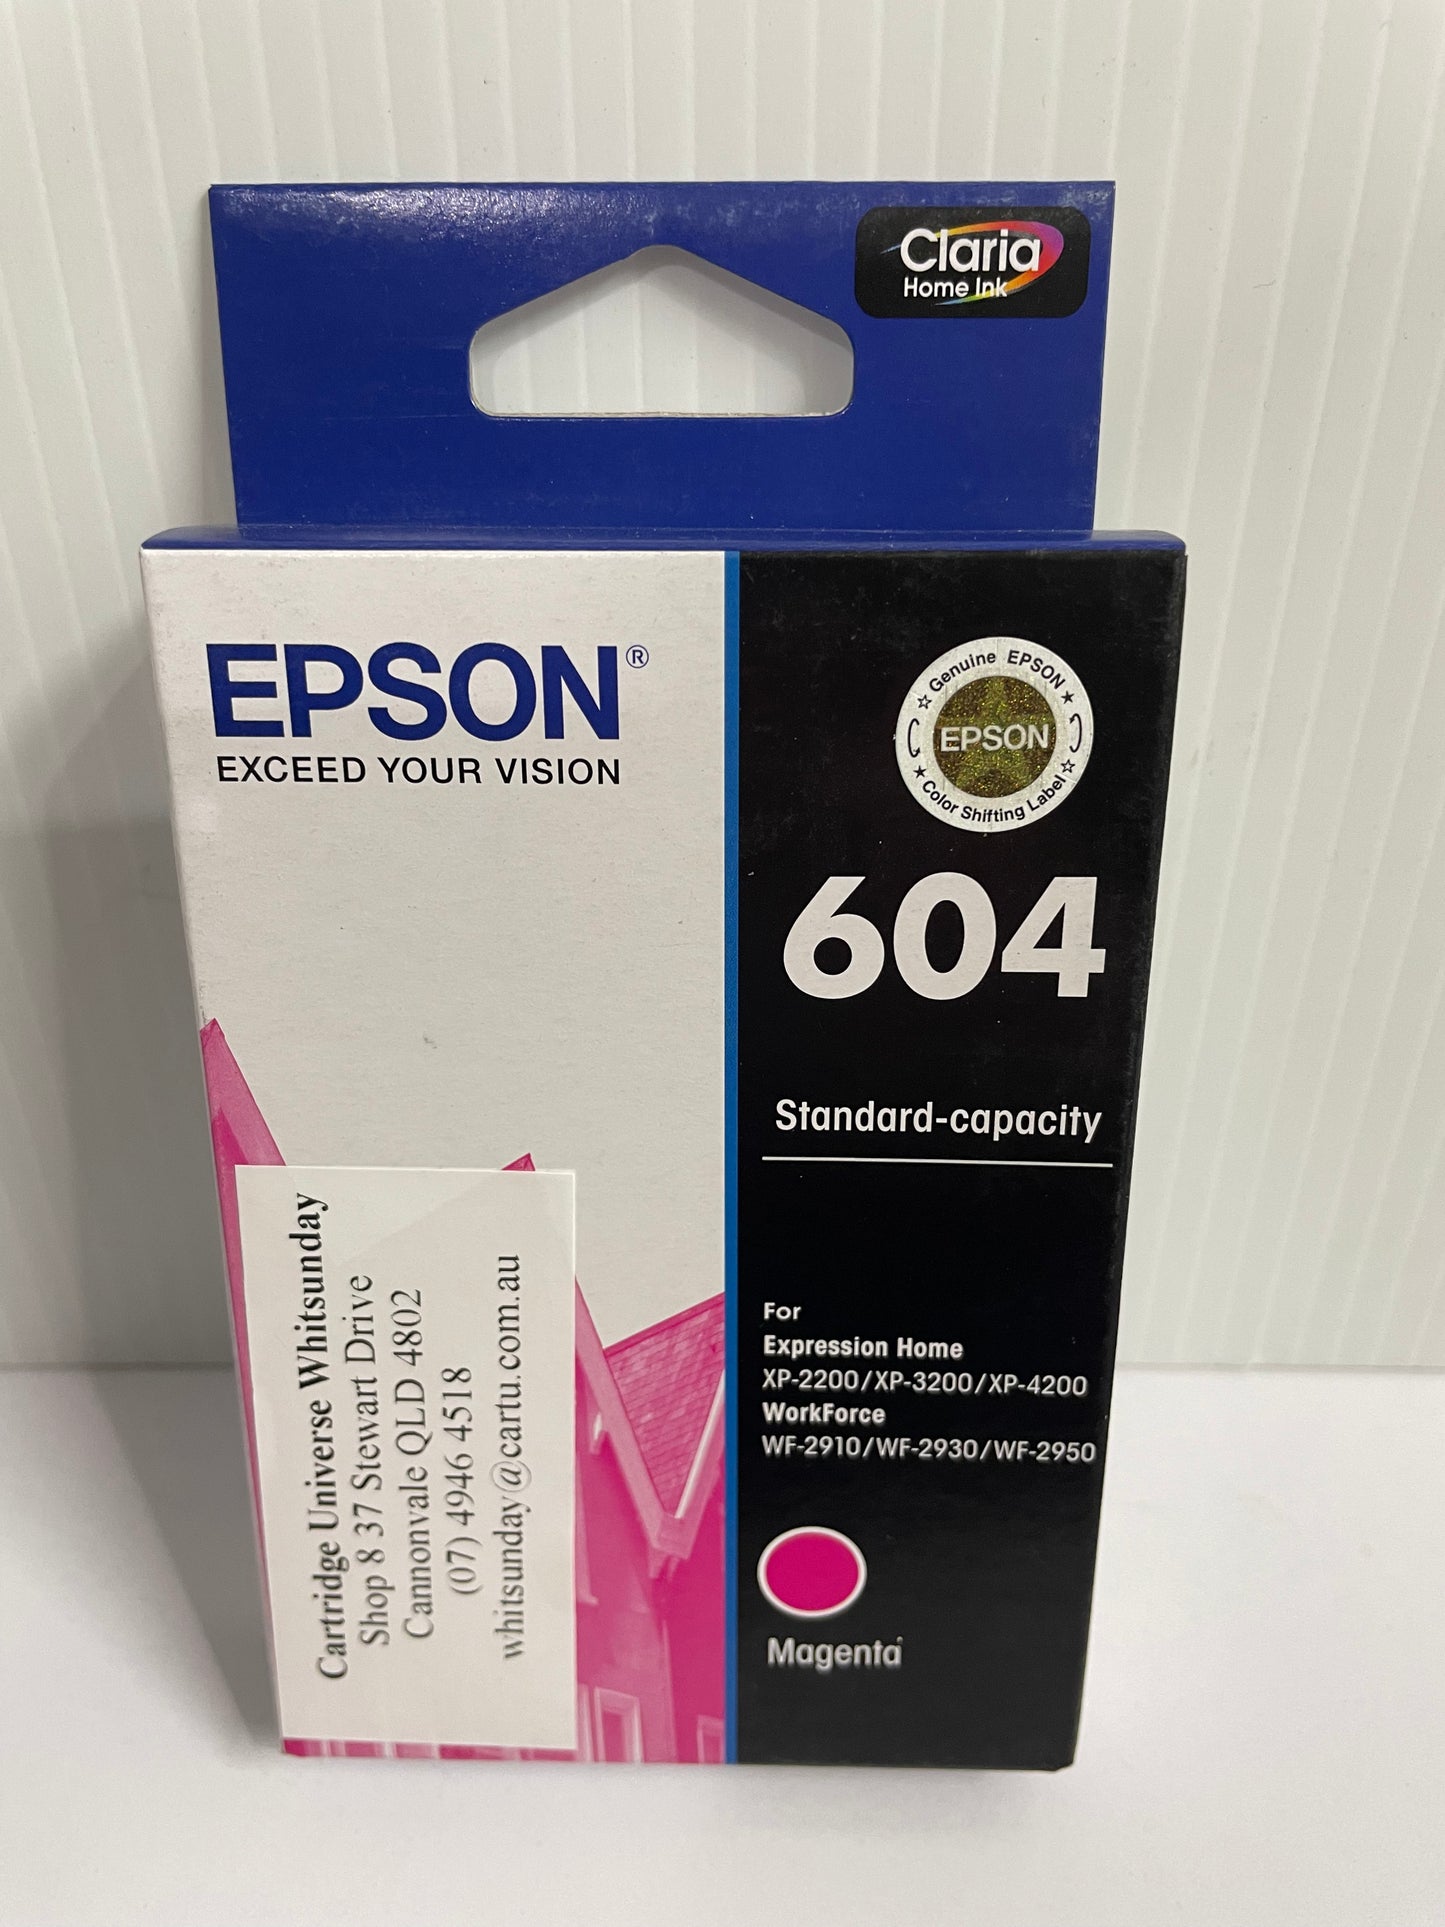 Claria
Home Ink
EPSON®
EXCEED YOUR VISION
Genuine EPSON
EPSON
Color Shifting Label
604
Standard-capacity
For
Expression Home
XP-2200/XP-3200/XP-4200
WorkForce
WF-2910/WF-2930/WF-2950
Magenta
Cartridge Universe Whitsunday
Shop 8 37 Stewart Drive
Cannonvale QLD 4802
(07) 4946 4518
whitsunday@cartu.com.au